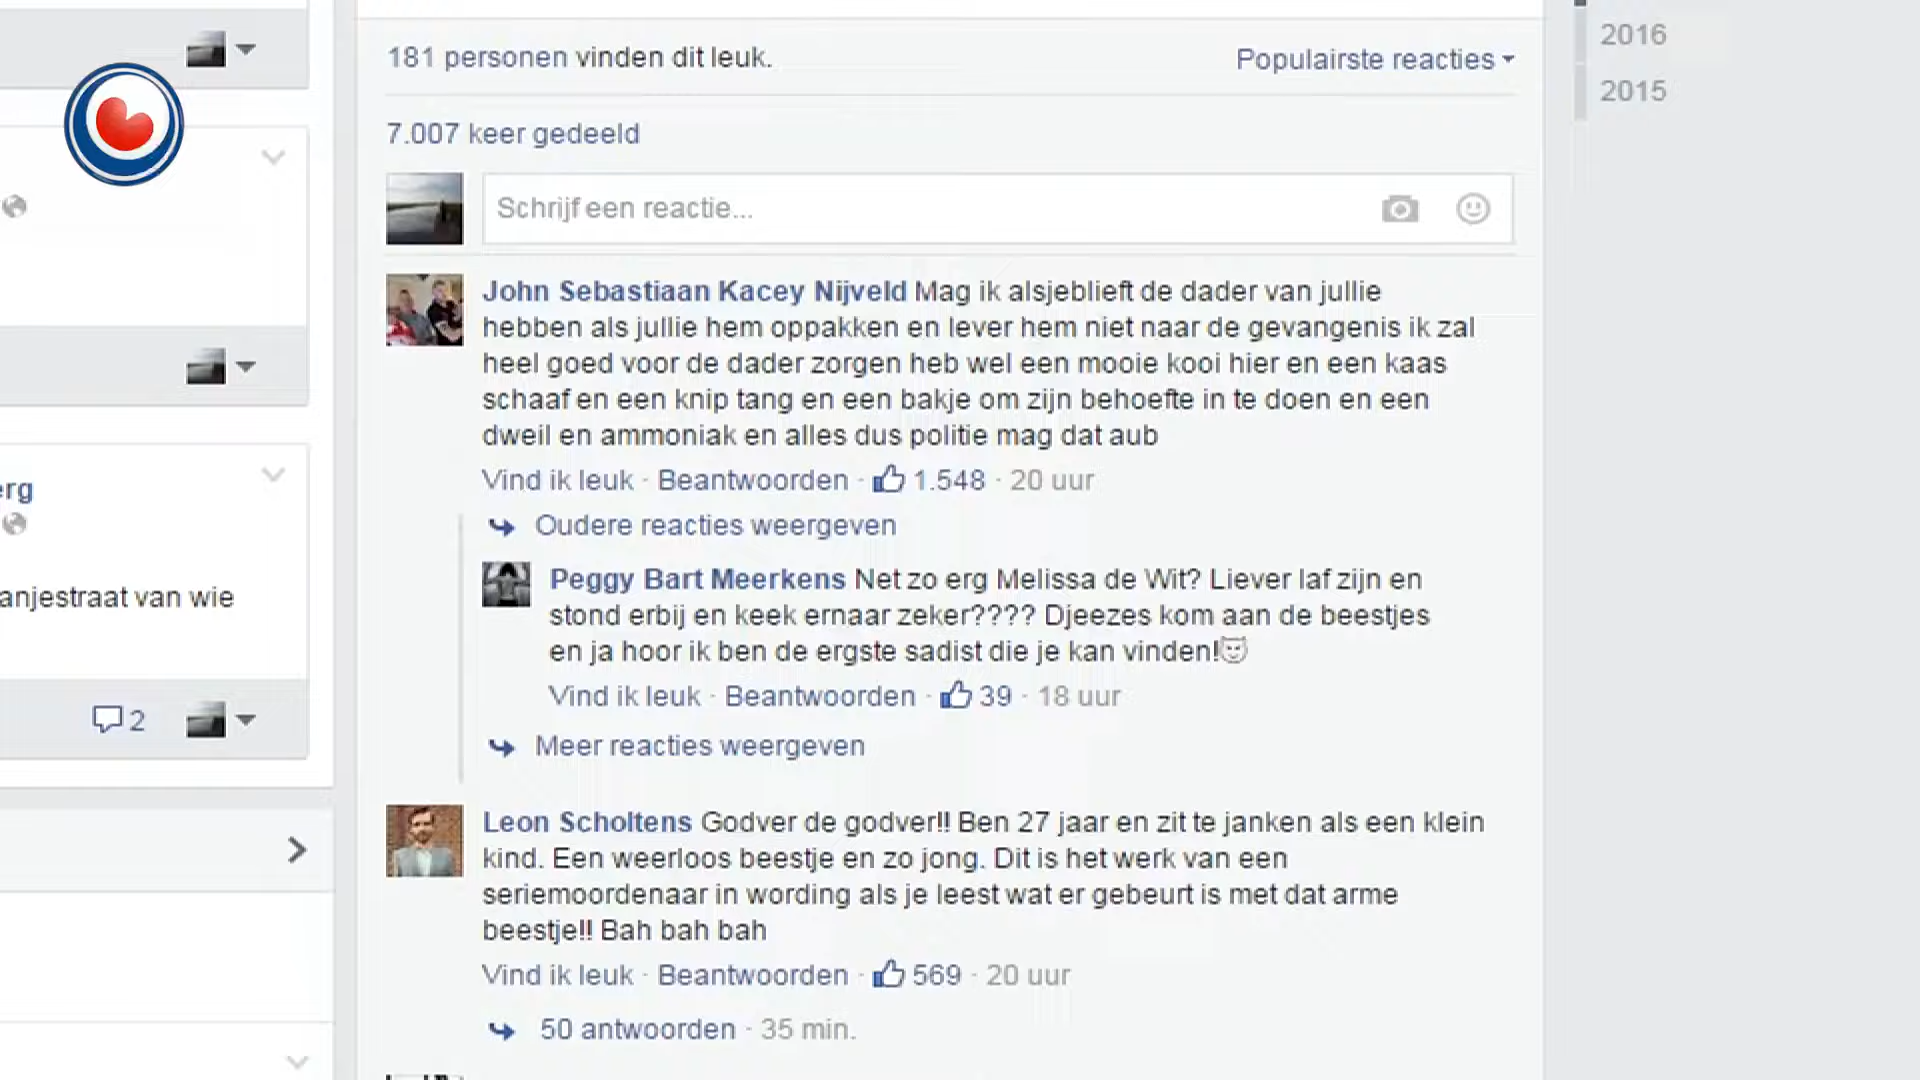 2016
2015
181 personen vinden dit leuk.
Populairste reacties
7.007 keer gedeeld
Schrijf een reactie...
John Sebastiaan Kacey Nijveld Mag ik alsjeblieft de dader van jullie
hebben als jullie hem oppakken en lever hem niet naar de gevangenis ik zal
heel goed voor de dader zorgen heb wel een mooie kooi hier en een kaas
schaaf en een knip tang en een bakje om zijn behoefte in te doen en een
dweil en ammoniak en alles dus politie mag dat aub
Vind ik leuk · Beantwoorden · 1.548 · 20 uur
Oudere reacties weergeven
Peggy Bart Meerkens Net zo erg Melissa de Wit? Liever laf zijn en
stond erbij en keek ernaar zeker???? Djeezes kom aan de beestjes
en ja hoor ik ben de ergste sadist die je kan vinden!
Vind ik leuk · Beantwoorden · 39 · 18 uur
Meer reacties weergeven
Leon Scholtens Godver de godver!! Ben 27 jaar en zit te janken als een klein
kind. Een weerloos beestje en zo jong. Dit is het werk van een
seriemoordenaar in wording als je leest wat er gebeurt is met dat arme
beestje!! Bah bah bah
Vind ik leuk · Beantwoorden · 569 · 20 uur
50 antwoorden · 35 min.
erg
anjestraat van wie
2